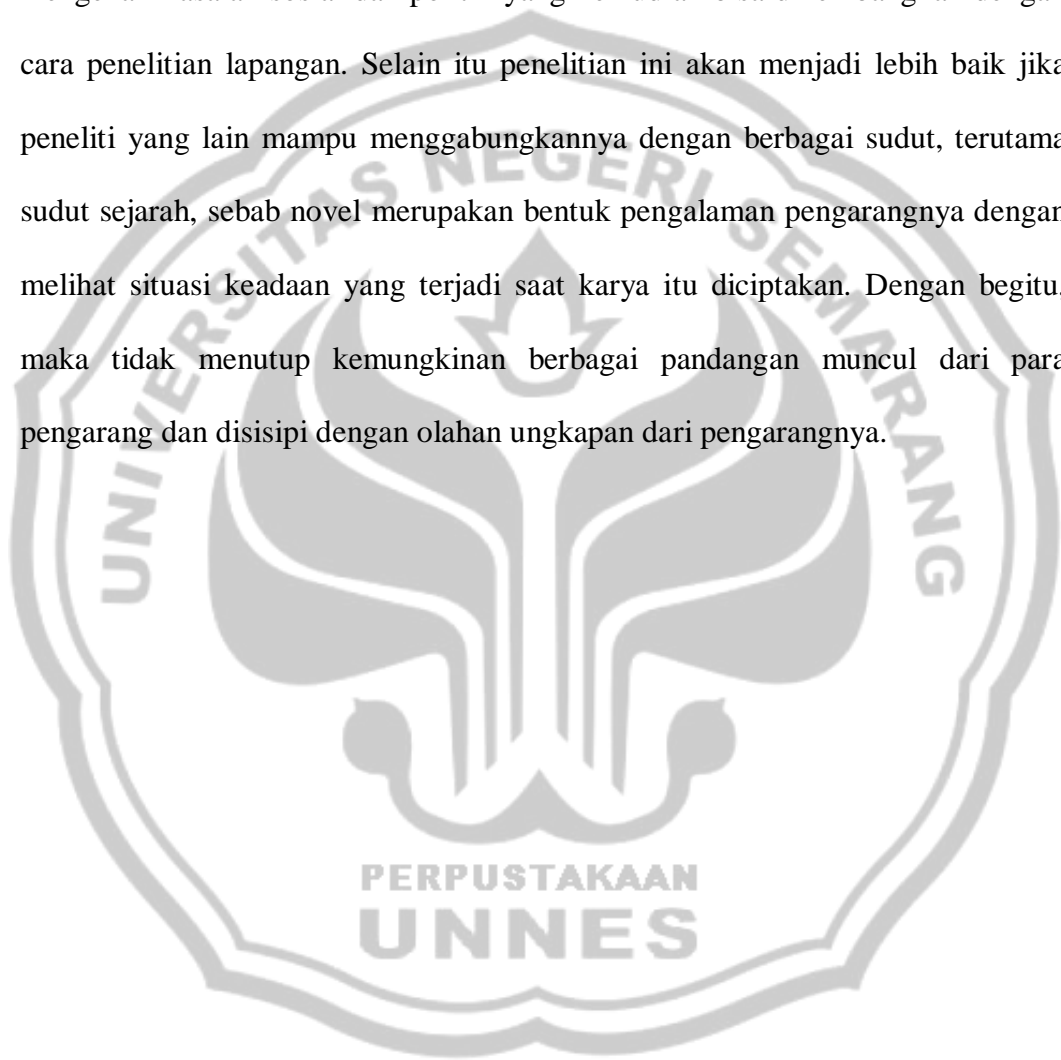 cara penelitian lapangan. Selain itu penelitian ini akan menjadi lebih baik jika
peneliti yang lain mampu menggabungkannya dengan berbagai sudut, terutama
sudut sejarah, sebab novel merupakan bentuk pengalaman pengarangnya dengan
melihat situasi keadaan yang terjadi saat karya itu diciptakan. Dengan begitu,
maka tidak menutup kemungkinan berbagai pandangan muncul dari para
pengarang dan disisipi dengan olahan ungkapan dari pengarangnya.
UNIVERSITAS NEGERI SEMARANG
PERPUSTAKAAN
UNNES